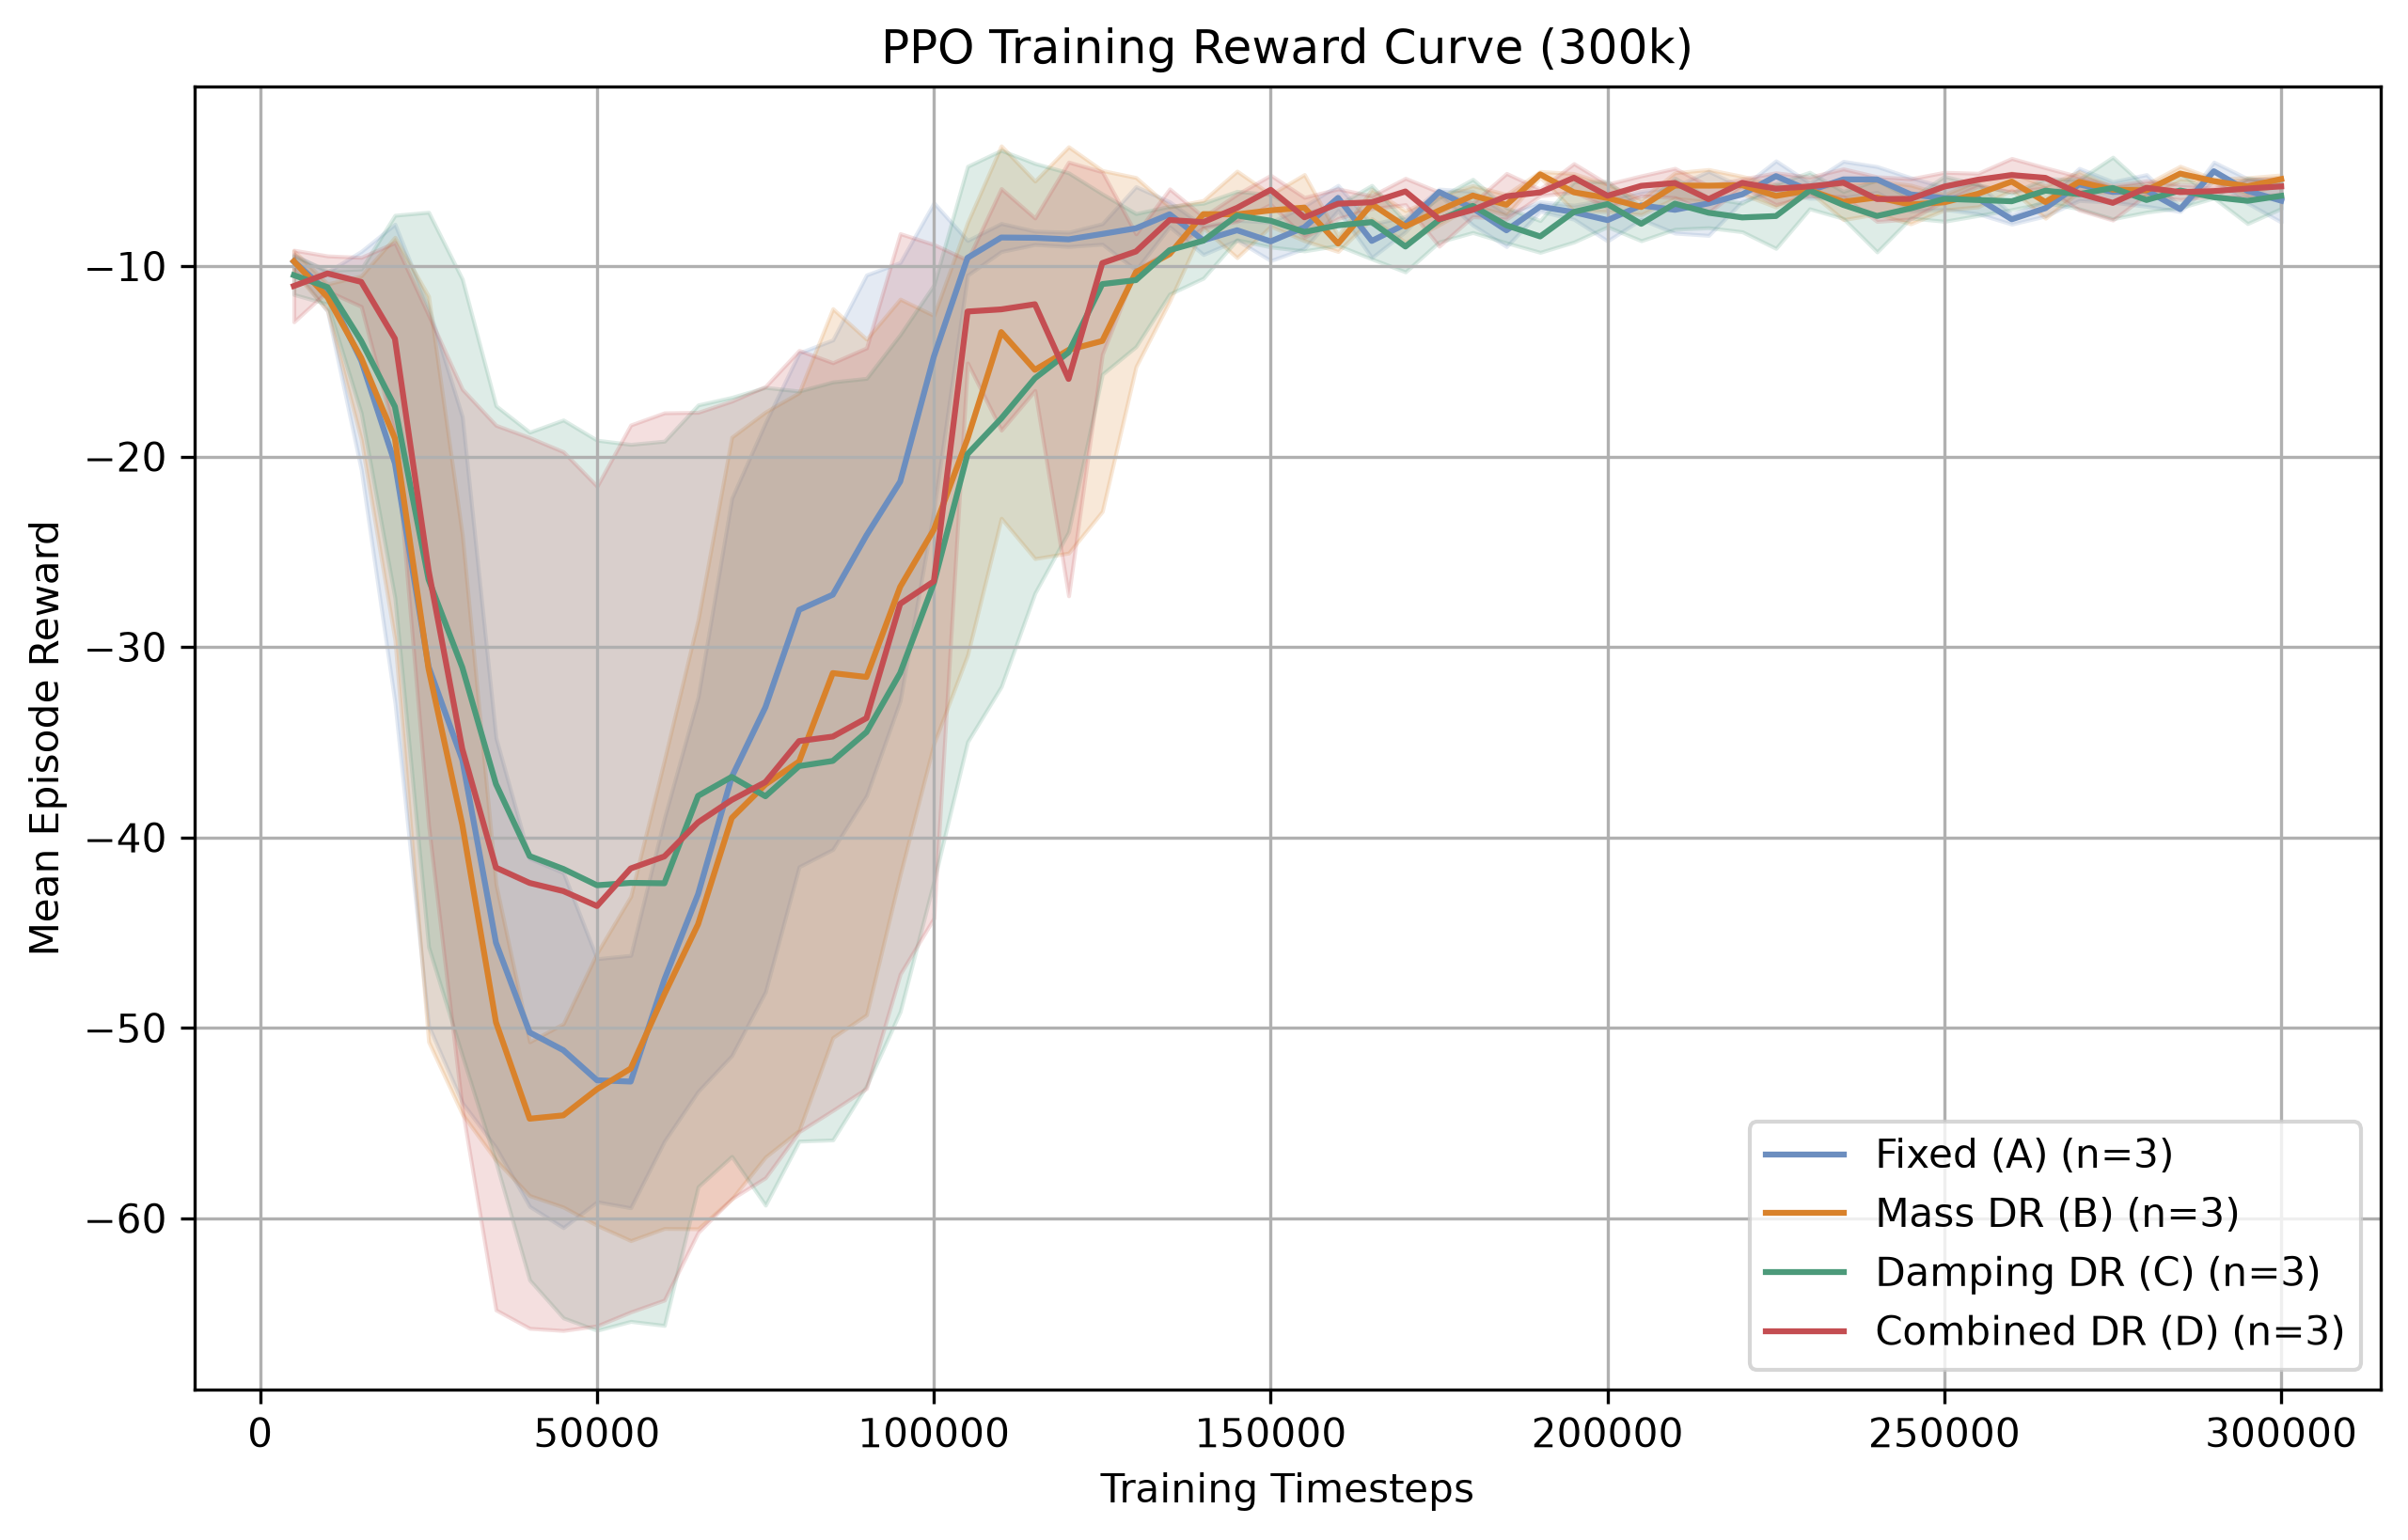 PPO Training Reward Curve (300k)
Mean Episode Reward
−10
−20
−30
−40
−50
−60
Fixed (A) (n=3)
Mass DR (B) (n=3)
Damping DR (C) (n=3)
Combined DR (D) (n=3)
0 50000 100000 150000 200000 250000 300000
Training Timesteps